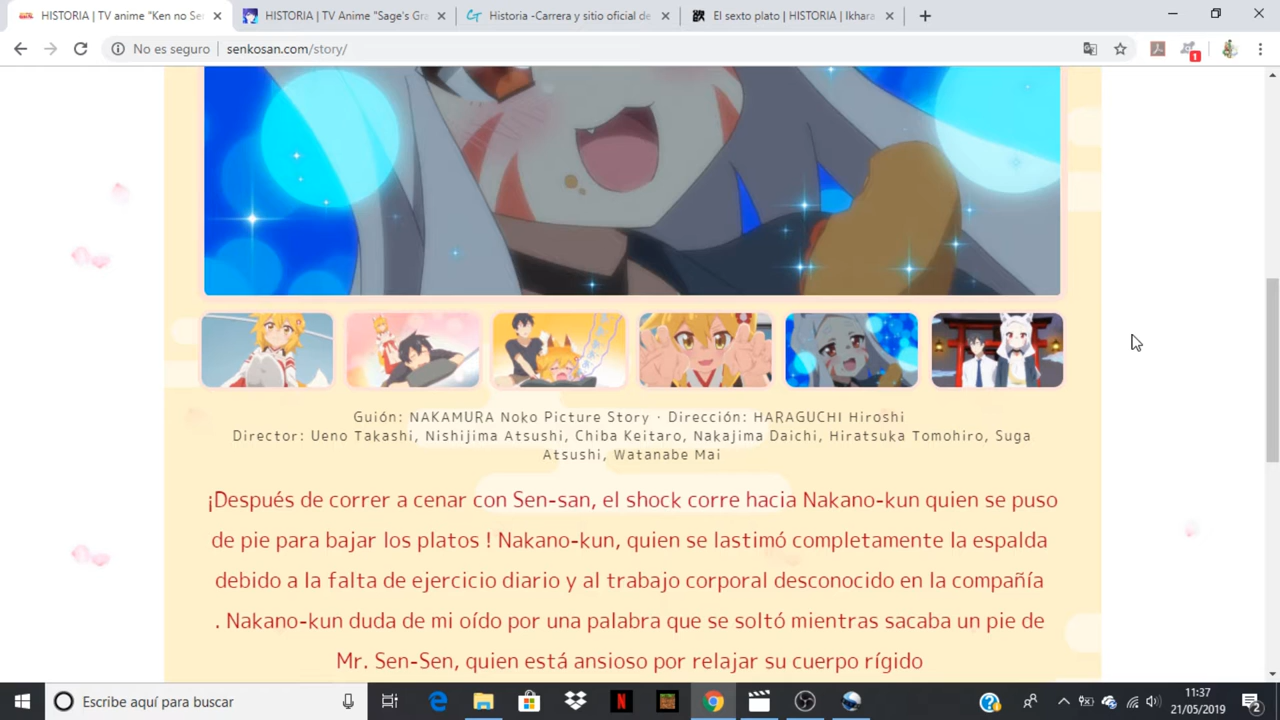 HISTORIA | TV anime "Ken no Se
HISTORIA | TV Anime "Sage's Gra
Historia -Carrera y sitio oficial de
El sexto plato | HISTORIA | Ikhara
No es seguro
senkosan.com/story/
1
Guión: NAKAMURA Noko Picture Story · Dirección: HARAGUCHI Hiroshi
Director: Ueno Takashi, Nishijima Atsushi, Chiba Keitaro, Nakajima Daichi, Hiratsuka Tomohiro, Suga
Atsushi, Watanabe Mai
¡Después de correr a cenar con Sen-san, el shock corre hacia Nakano-kun quien se puso
de pie para bajar los platos ! Nakano-kun, quien se lastimó completamente la espalda
debido a la falta de ejercicio diario y al trabajo corporal desconocido en la compañía
. Nakano-kun duda de mi oído por una palabra que se soltó mientras sacaba un pie de
Mr. Sen-Sen, quien está ansioso por relajar su cuerpo rígido
Escribe aquí para buscar
11:37
21/05/2019
2